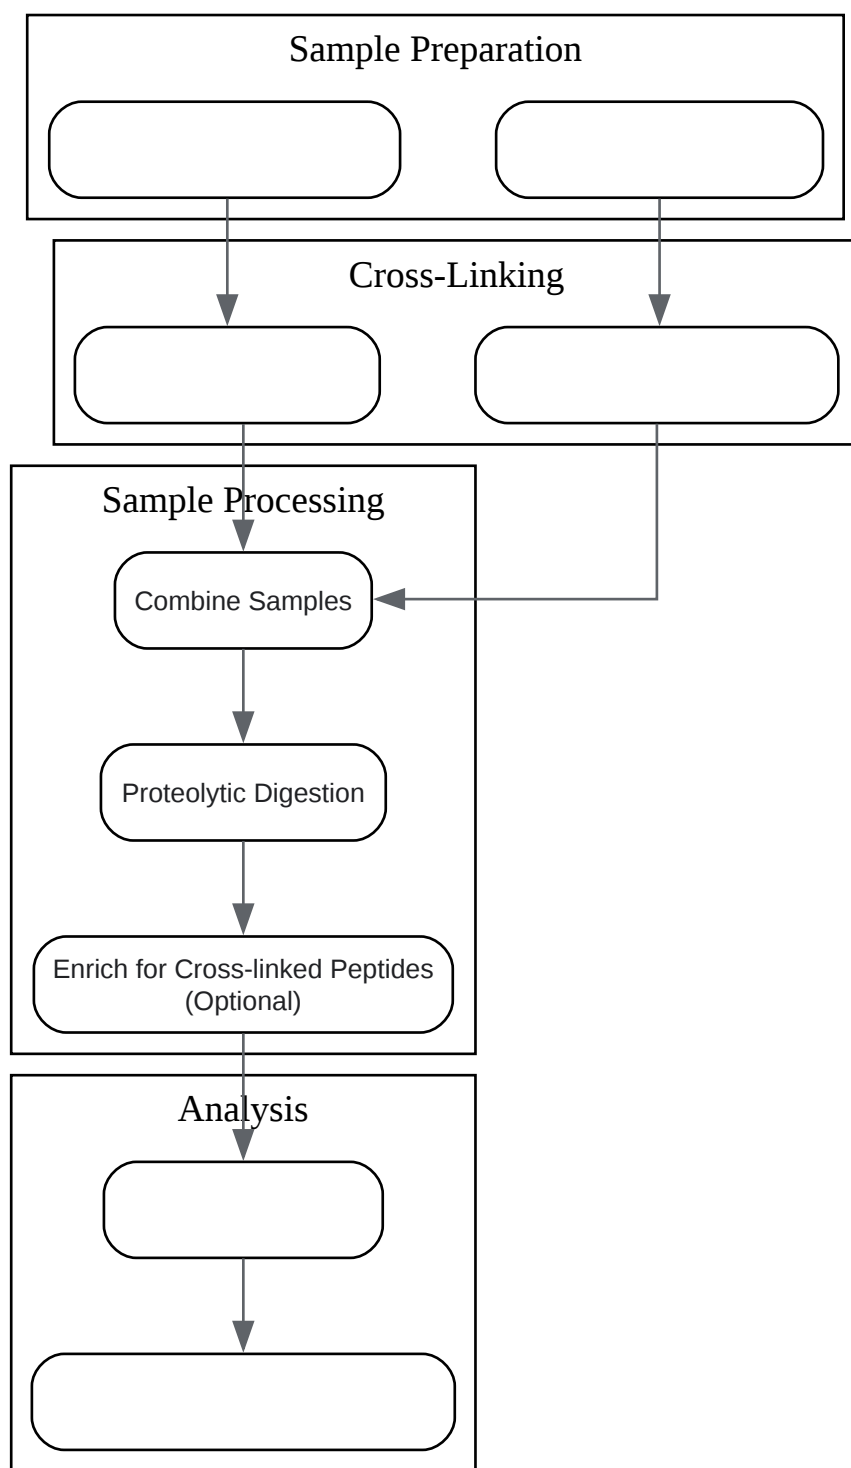 Sample Preparation
Cross-Linking
Sample Processing
Combine Samples
Proteolytic Digestion
Enrich for Cross-linked Peptides
(Optional)
Analysis